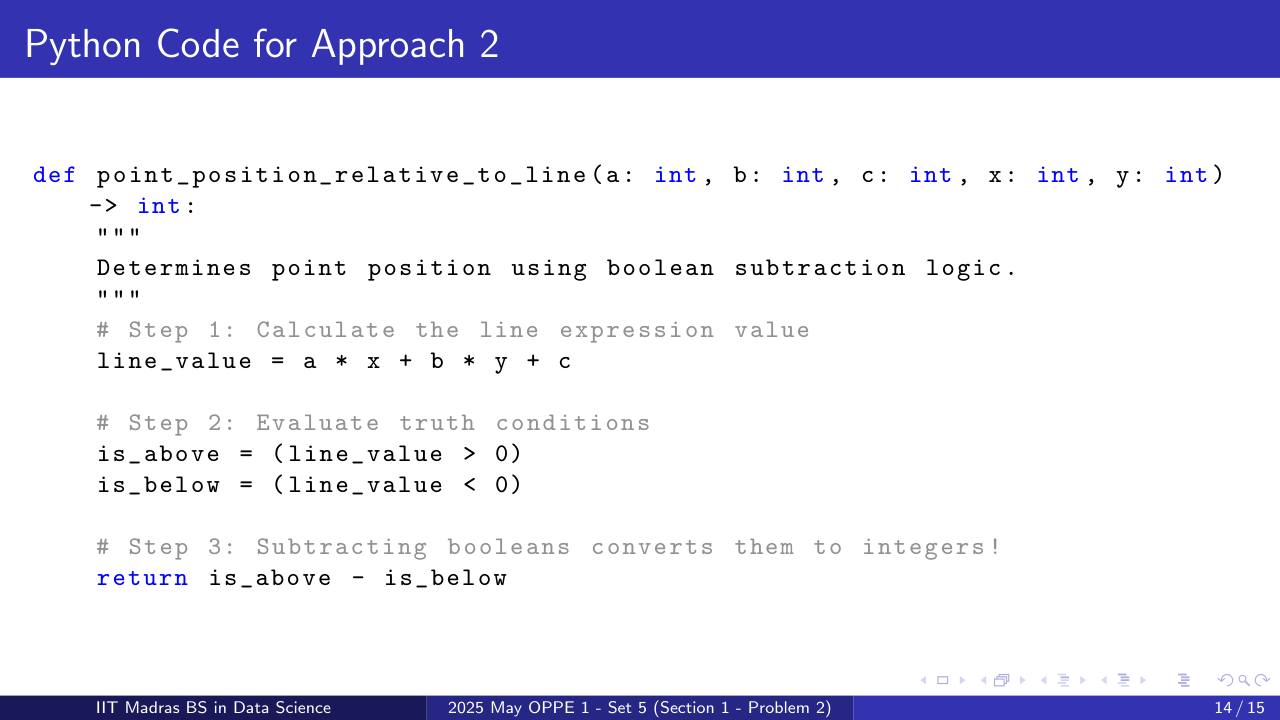 Python Code for Approach 2
def point_position_relative_to_line(a: int, b: int, c: int, x: int, y: int)
-> int:
"""
Determines point position using boolean subtraction logic.
"""
# Step 1: Calculate the line expression value
line_value = a * x + b * y + c
# Step 2: Evaluate truth conditions
is_above = (line_value > 0)
is_below = (line_value < 0)
# Step 3: Subtracting booleans converts them to integers!
return is_above - is_below
IIT Madras BS in Data Science
2025 May OPPE 1 - Set 5 (Section 1 - Problem 2)
14 / 15